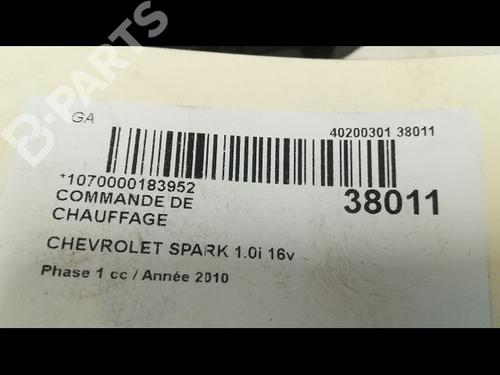 B-PARTS
GA
40200301 38011
*1070000183952
38011
COMMANDE DE
CHAUFFAGE
CHEVROLET SPARK 1.0i 16v
Phase 1 cc / Année 2010